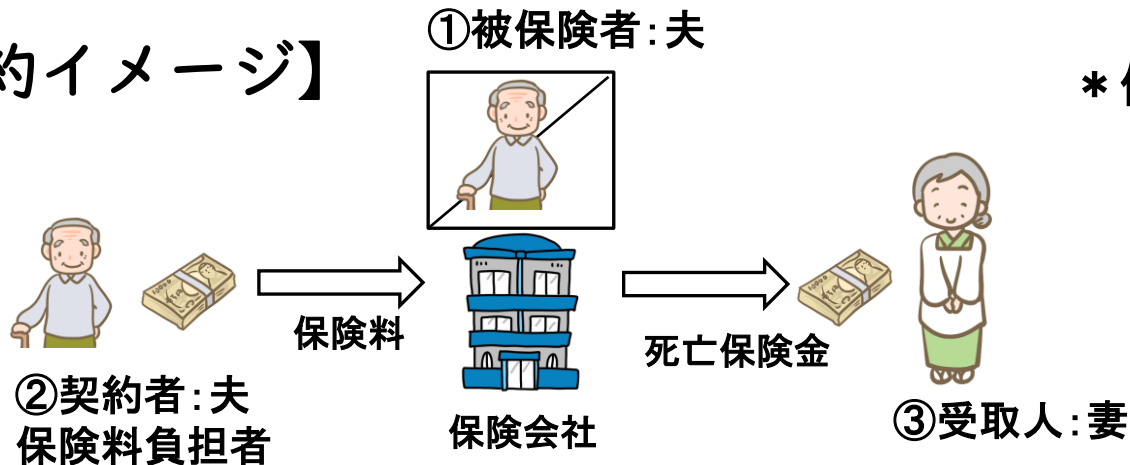 ①被保険者：夫
約イメージ】
＊
保険料
死亡保険金
②契約者：夫
保険料負担者
保険会社
③受取人：妻